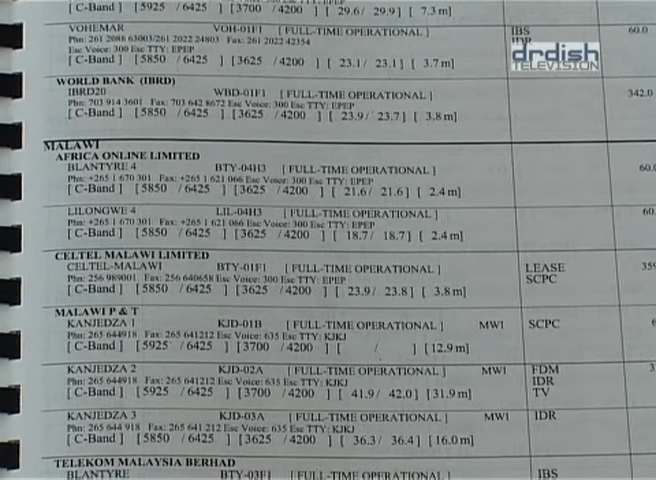 [ C-Band ] [5925 / 6425 ] [3700 / 4200 ] [ 29.6/ 29.9] [ 7.3 m]
VOHEMAR VOH-01F1 [ FULL-TIME OPERATIONAL ] IBS 60.0
Phn: 261 2088 63003/261 2022 24803 Fax: 261 2022 42354 IDR
Esc Voice: 300 Esc TTY: EPEP
[ C-Band ] [5850 / 6425 ] [3625 / 4200 ] [ 23.1/ 23.1] [ 3.7 m]
drdish
TELEVISION
WORLD BANK (IBRD)
IBRD20 WBD-01F1 [ FULL-TIME OPERATIONAL ] 342.0
Phn: 703 914 3601 Fax: 703 642 8672 Esc Voice: 300 Esc TTY: EPEP
[ C-Band ] [5850 / 6425 ] [3625 / 4200 ] [ 23.9/ 23.7] [ 3.8 m]
MALAWI
AFRICA ONLINE LIMITED
BLANTYRE 4 BTY-04H3 [ FULL-TIME OPERATIONAL ] 60.0
Phn: +265 1 670 301 Fax: +265 1 621 066 Esc Voice: 300 Esc TTY: EPEP
[ C-Band ] [5850 / 6425 ] [3625 / 4200 ] [ 21.6/ 21.6] [ 2.4 m]
LILONGWE 4 LIL-04H3 [ FULL-TIME OPERATIONAL ] 60.
Phn: +265 1 670 301 Fax: +265 1 621 066 Esc Voice: 300 Esc TTY: EPEP
[ C-Band ] [5850 / 6425 ] [3625 / 4200 ] [ 18.7/ 18.7] [ 2.4 m]
CELTEL MALAWI LIMITED
CELTEL-MALAWI BTY-01F1 [ FULL-TIME OPERATIONAL ] LEASE 359
Phn: 256 989001 Fax: 256 640658 Esc Voice: 300 Esc TTY: EPEP SCPC
[ C-Band ] [5850 / 6425 ] [3625 / 4200 ] [ 23.9/ 23.8] [ 3.8 m]
MALAWI P & T
KANJEDZA 1 KJD-01B [ FULL-TIME OPERATIONAL ] MWI SCPC 6
Phn: 265 644918 Fax: 265 641212 Esc Voice: 635 Esc TTY: KJKJ
[ C-Band ] [5925 / 6425 ] [3700 / 4200 ] [ / ] [12.9 m]
KANJEDZA 2 KJD-02A [ FULL-TIME OPERATIONAL ] MWI FDM 3
Phn: 265 644918 Fax: 265 641212 Esc Voice: 635 Esc TTY: KJKJ IDR
[ C-Band ] [5925 / 6425 ] [3700 / 4200 ] [ 41.9/ 42.0] [31.9 m] TV
KANJEDZA 3 KJD-03A [ FULL-TIME OPERATIONAL ] MWI IDR
Phn: 265 644 918 Fax: 265 641 212 Esc Voice: 635 Esc TTY: KJKJ
[ C-Band ] [5850 / 6425 ] [3625 / 4200 ] [ 36.3/ 36.4] [16.0 m]
TELEKOM MALAYSIA BERHAD
BLANTYRE BTY-03F1 [ FULL-TIME OPERATIONAL ] IBS